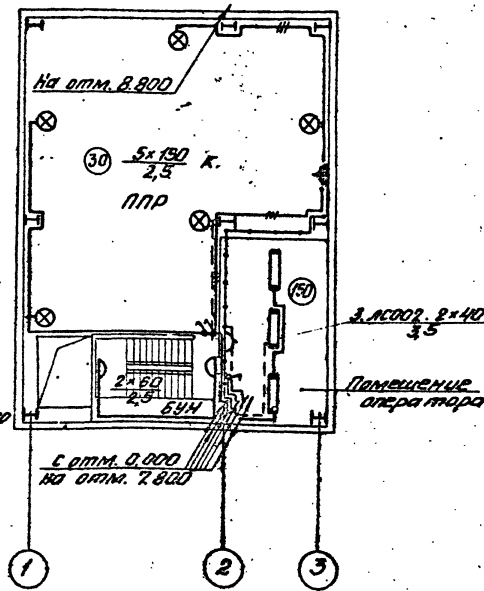 На отм. 8.800
30 5×150 К.
2,5
ППР
150
3. ЛСОО2. 2×40
3,5
2×60
2,5
БУН
Помещение
оператора
С отм. 0.000
на отм. 7.800
1 2 3